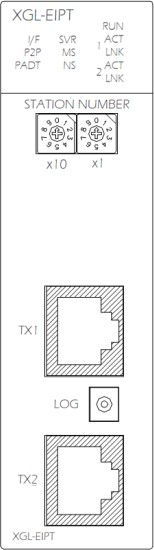 XGL-EIPT
RUN
I/F SVR 1 ACT
P2P MS LNK
PADT NS 2 ACT
LNK
STATION NUMBER
x10 x1
TX1
LOG
TX2
XGL-EIPT